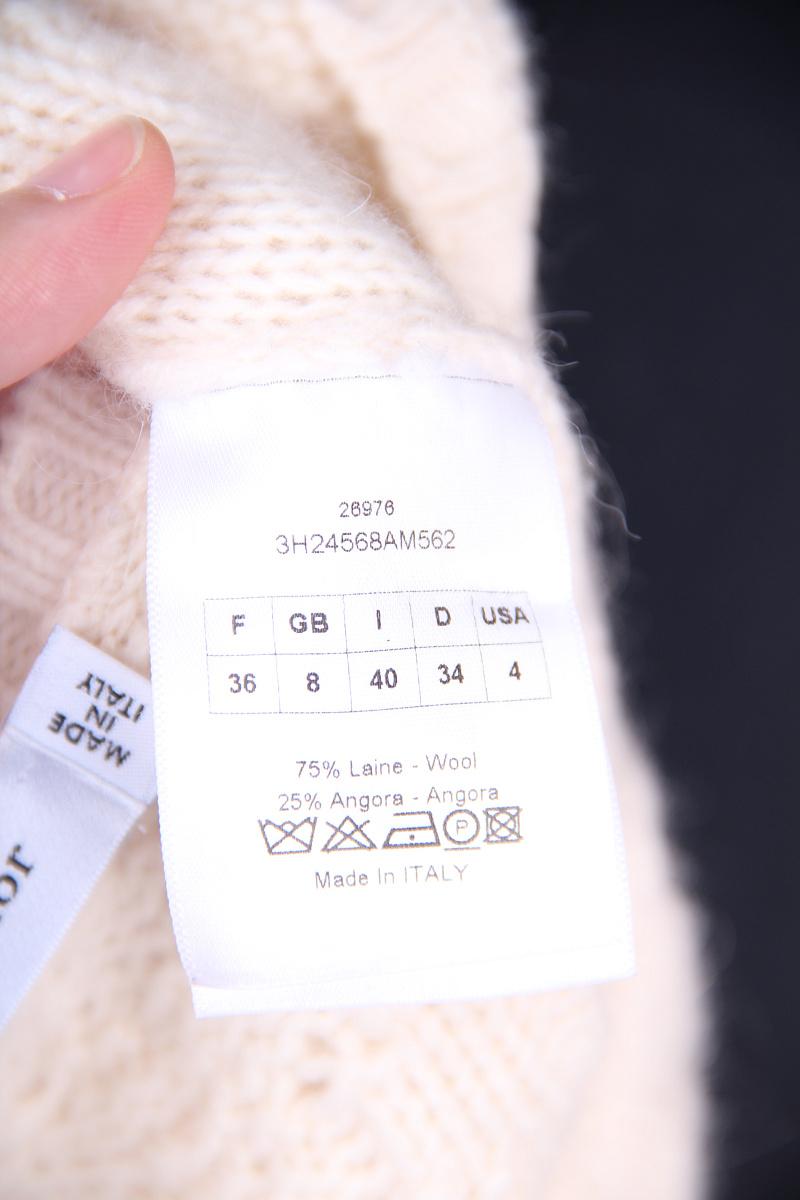 26976
3H24568AM562
F GB I D USA
36 8 40 34 4
75% Laine - Wool
25% Angora - Angora
P
Made In ITALY
MADE
IN
ITALY
or